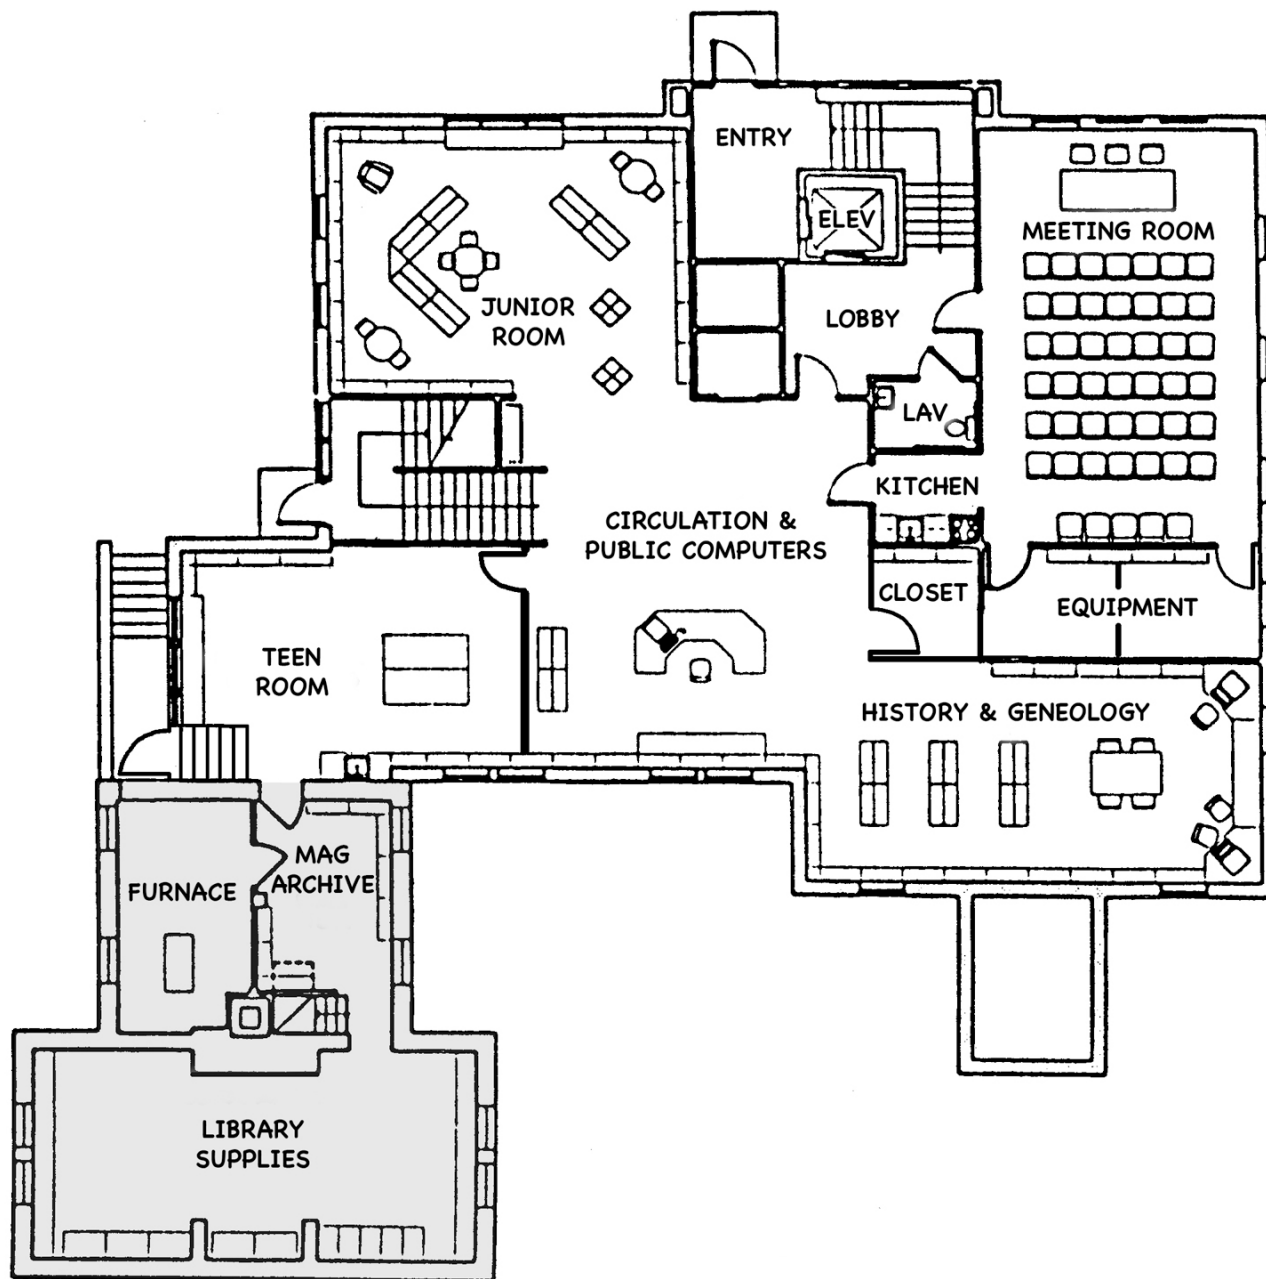 ENTRY
ELEV
MEETING ROOM
JUNIOR
ROOM
LOBBY
LAV
KITCHEN
CIRCULATION &
PUBLIC COMPUTERS
CLOSET
EQUIPMENT
TEEN
ROOM
HISTORY & GENEOLOGY
MAG
ARCHIVE
FURNACE
LIBRARY
SUPPLIES